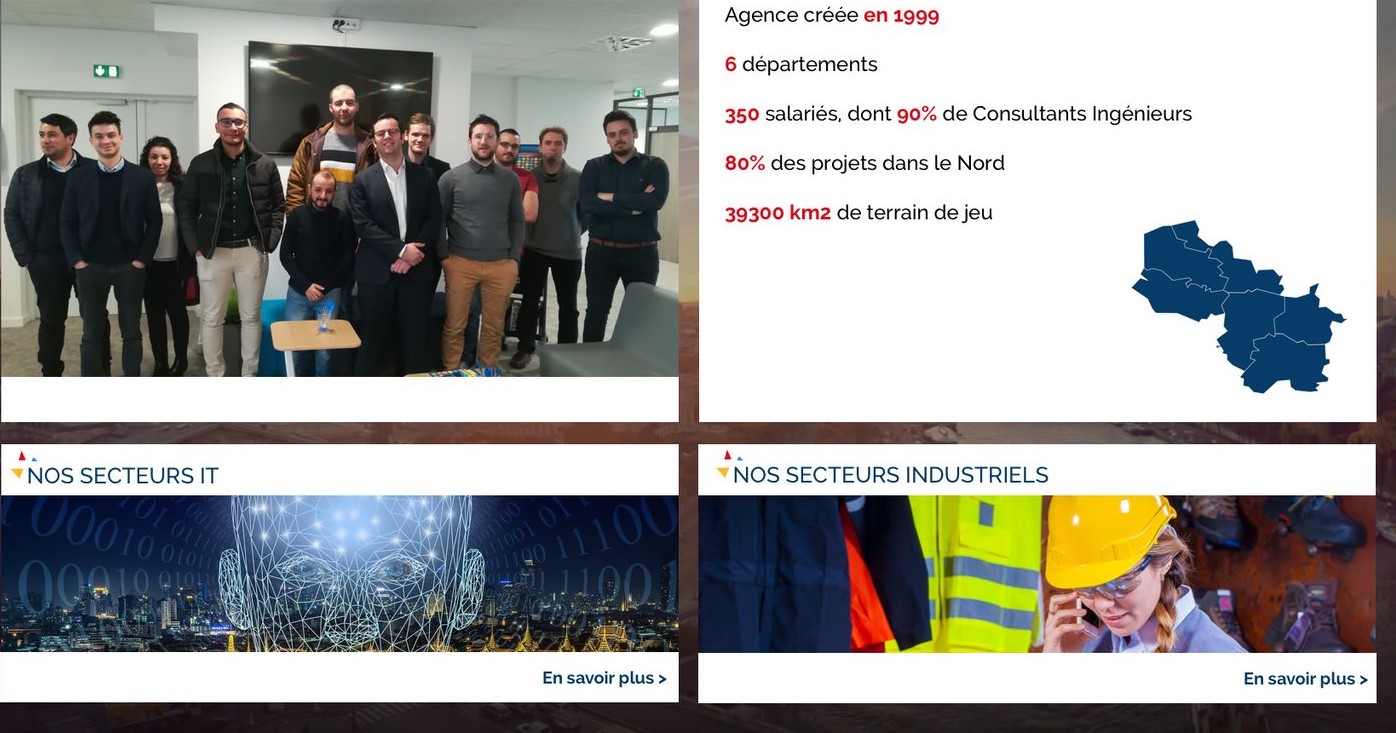 Agence créée en 1999
6 départements
350 salariés, dont 90% de Consultants Ingénieurs
80% des projets dans le Nord
39300 km2 de terrain de jeu
NOS SECTEURS IT
NOS SECTEURS INDUSTRIELS
En savoir plus >
En savoir plus >